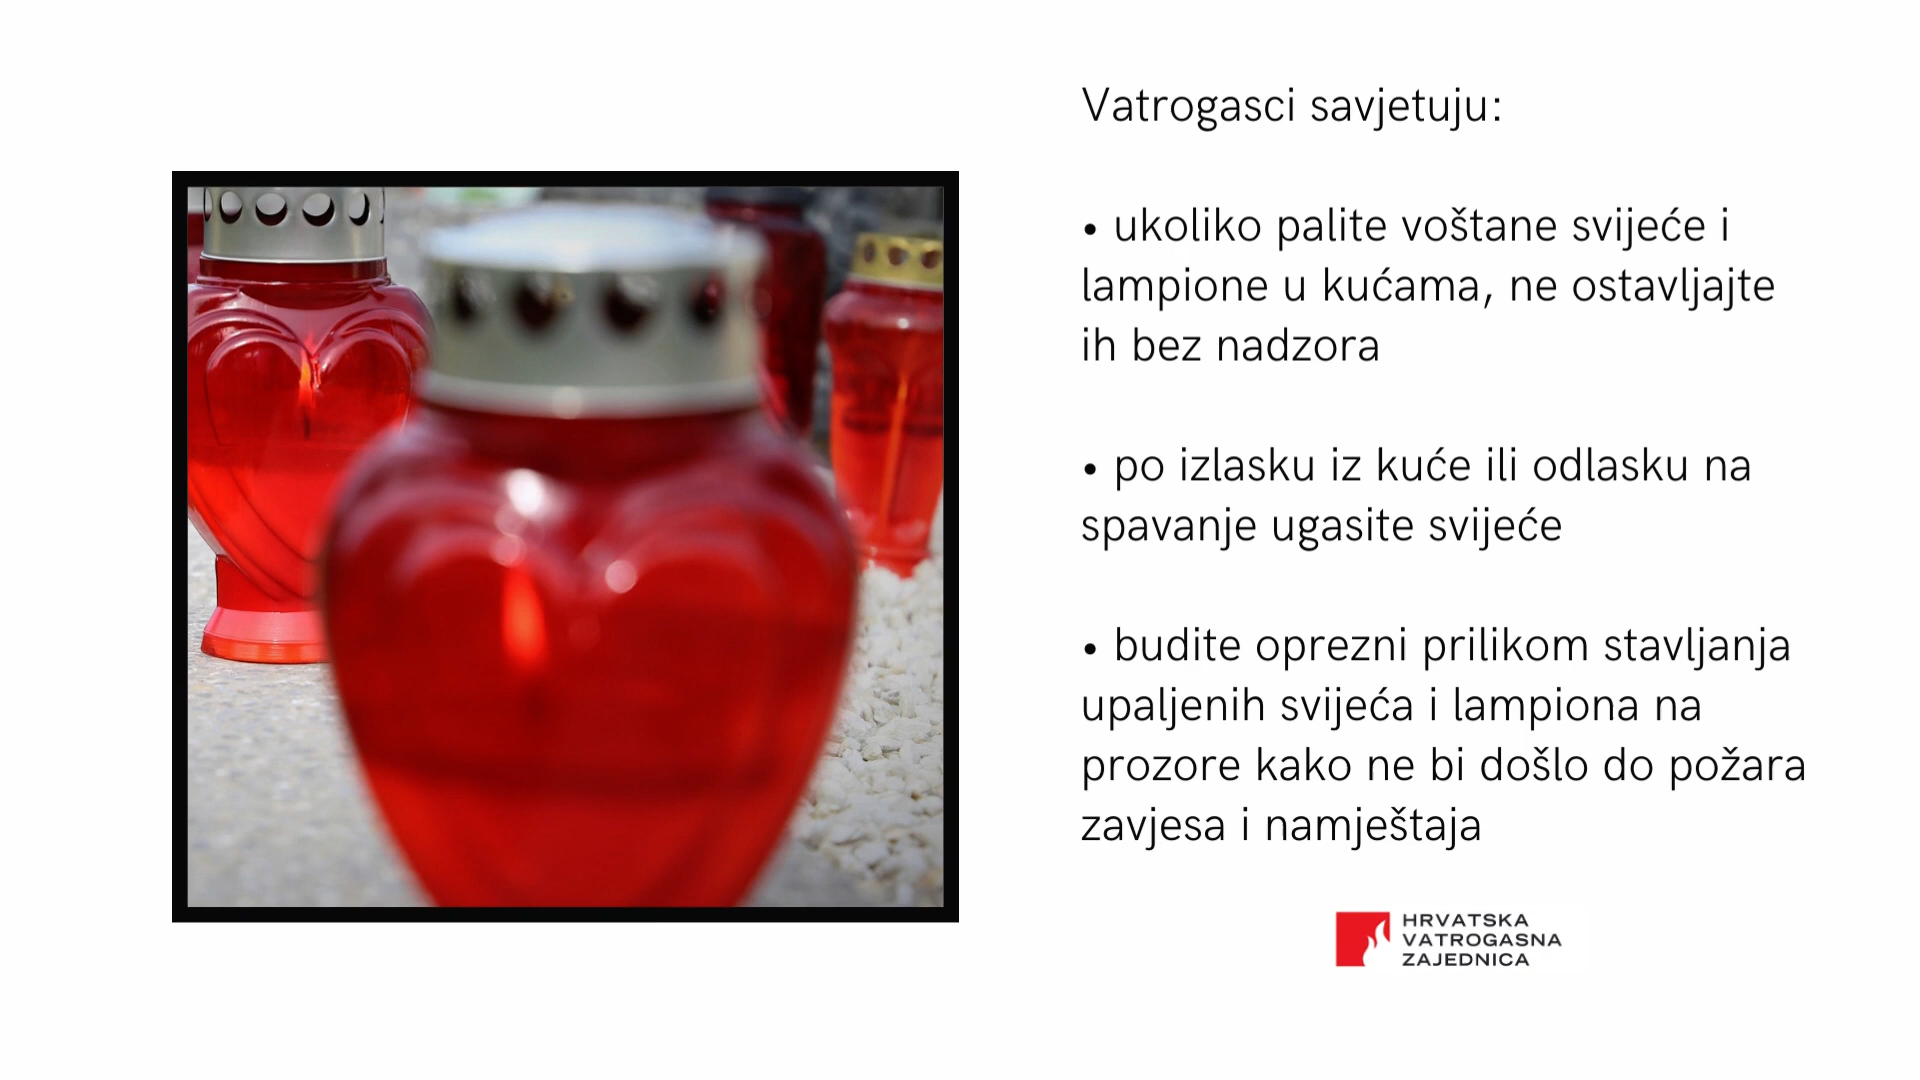 Vatrogasci savjetuju:
• ukoliko palite voštane svijeće i
lampione u kućama, ne ostavljajte
ih bez nadzora
• po izlasku iz kuće ili odlasku na
spavanje ugasite svijeće
• budite oprezni prilikom stavljanja
upaljenih svijeća i lampiona na
prozore kako ne bi došlo do požara
zavjesa i namještaja
HRVATSKA
VATROGASNA
ZAJEDNICA